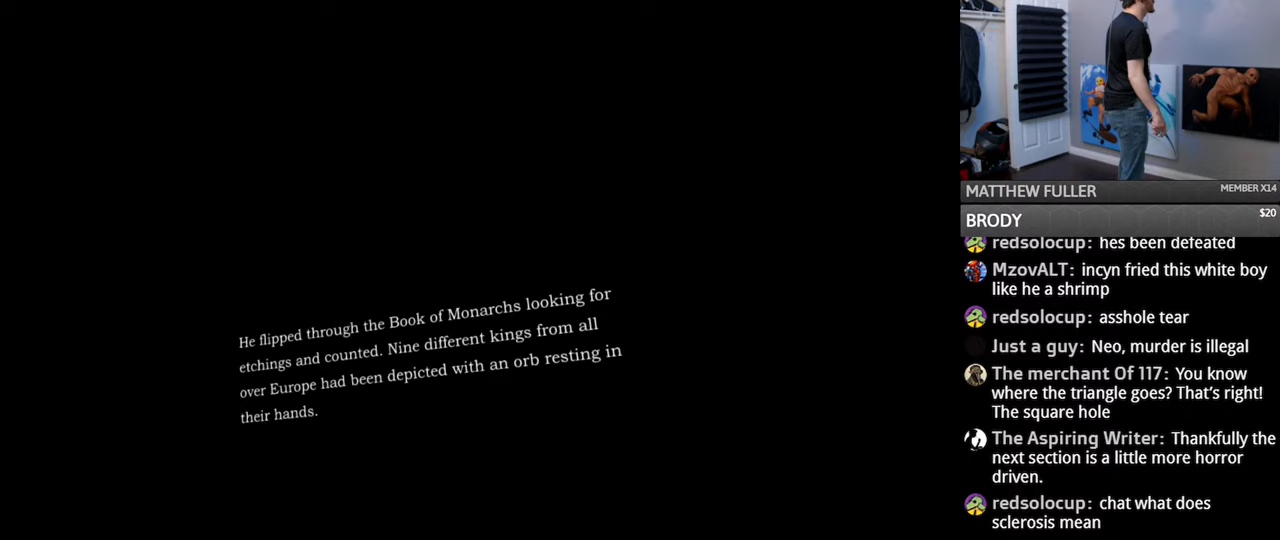 He flipped through the Book of Monarchs looking for
etchings and counted. Nine different kings from all
over Europe had been depicted with an orb resting in
their hands.
MATTHEW FULLER
MEMBER X14
BRODY
$20
redsolocup: hes been defeated
MzovALT: incyn fried this white boy
like he a shrimp
redsolocup: asshole tear
Just a guy: Neo, murder is illegal
The merchant Of 117: You know
where the triangle goes? That's right!
The square hole
The Aspiring Writer: Thankfully the
next section is a little more horror
driven.
redsolocup: chat what does
sclerosis mean